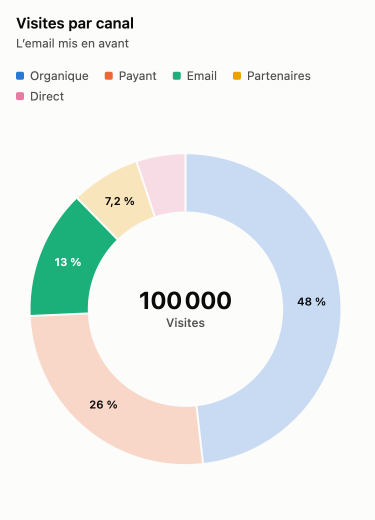 Visites par canal
L'email mis en avant
Organique Payant Email Partenaires
Direct
7,2 %
13 %
48 %
100 000
Visites
26 %